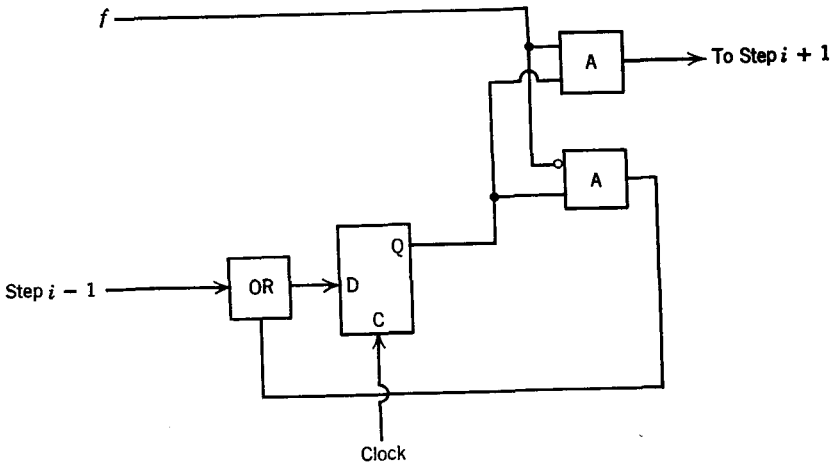 f
A
To Step i + 1
A
Q
Step i − 1
OR
D
C
Clock